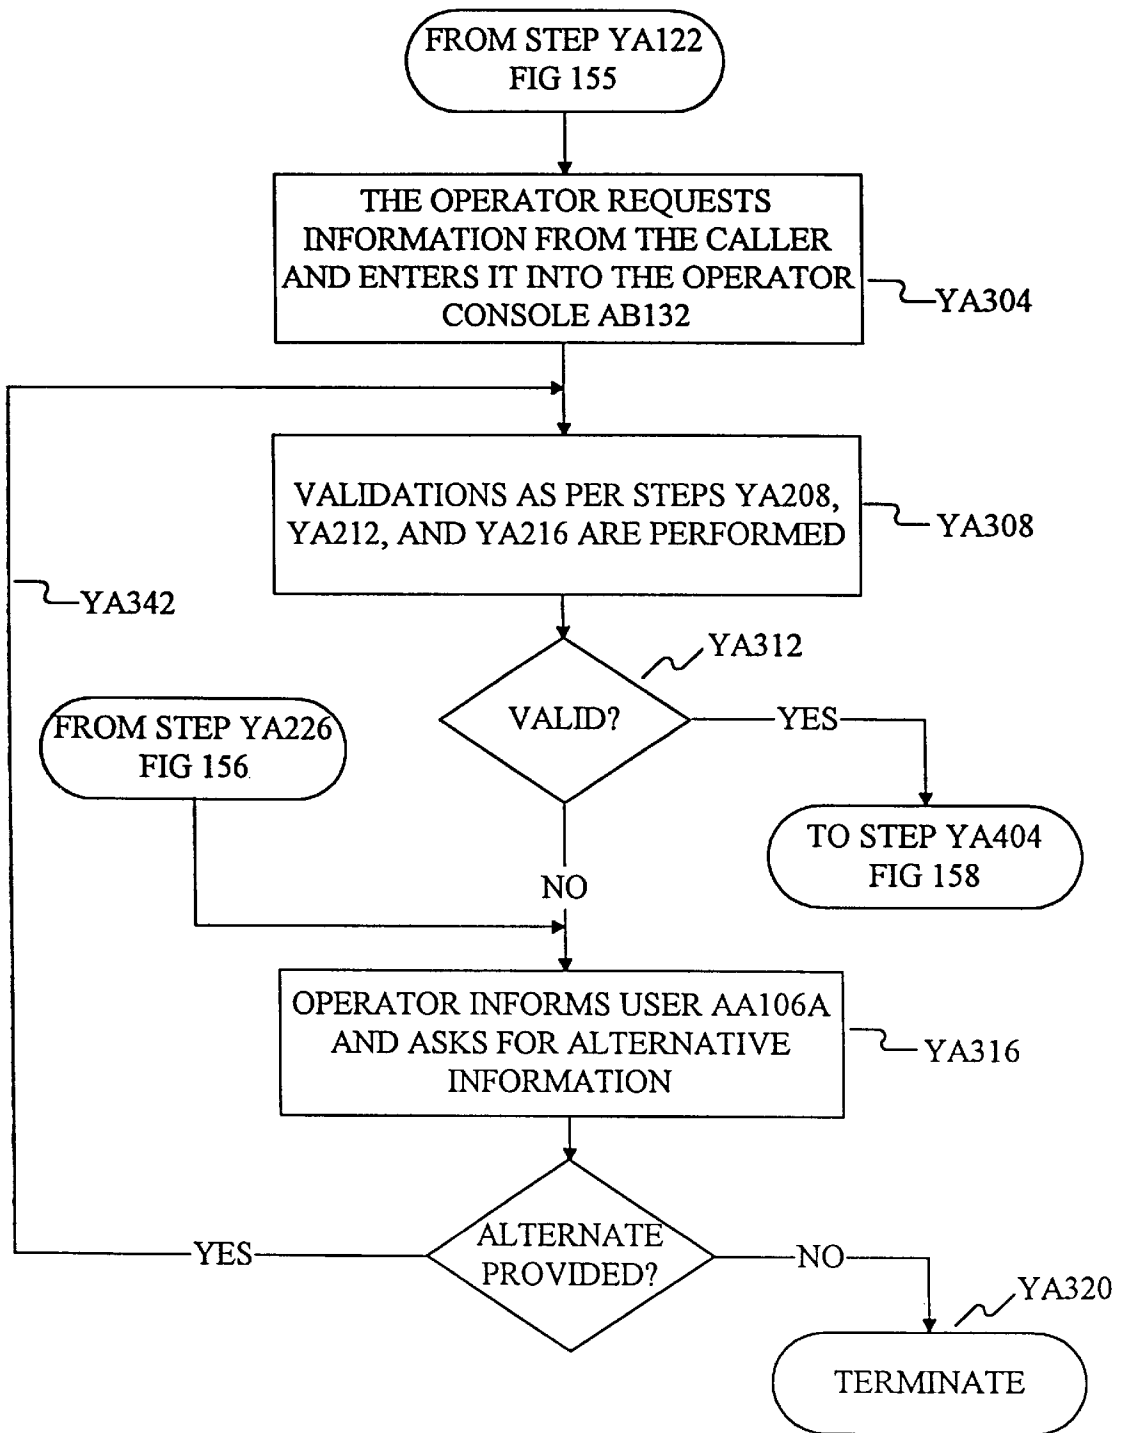 FROM STEP YA122
FIG 155
THE OPERATOR REQUESTS
INFORMATION FROM THE CALLER
AND ENTERS IT INTO THE OPERATOR
CONSOLE AB132
YA304
VALIDATIONS AS PER STEPS YA208,
YA212, AND YA216 ARE PERFORMED
YA308
YA342
YA312
VALID?
YES
FROM STEP YA226
FIG 156
TO STEP YA404
FIG 158
NO
OPERATOR INFORMS USER AA106A
AND ASKS FOR ALTERNATIVE
INFORMATION
YA316
ALTERNATE
PROVIDED?
YES
NO
YA320
TERMINATE